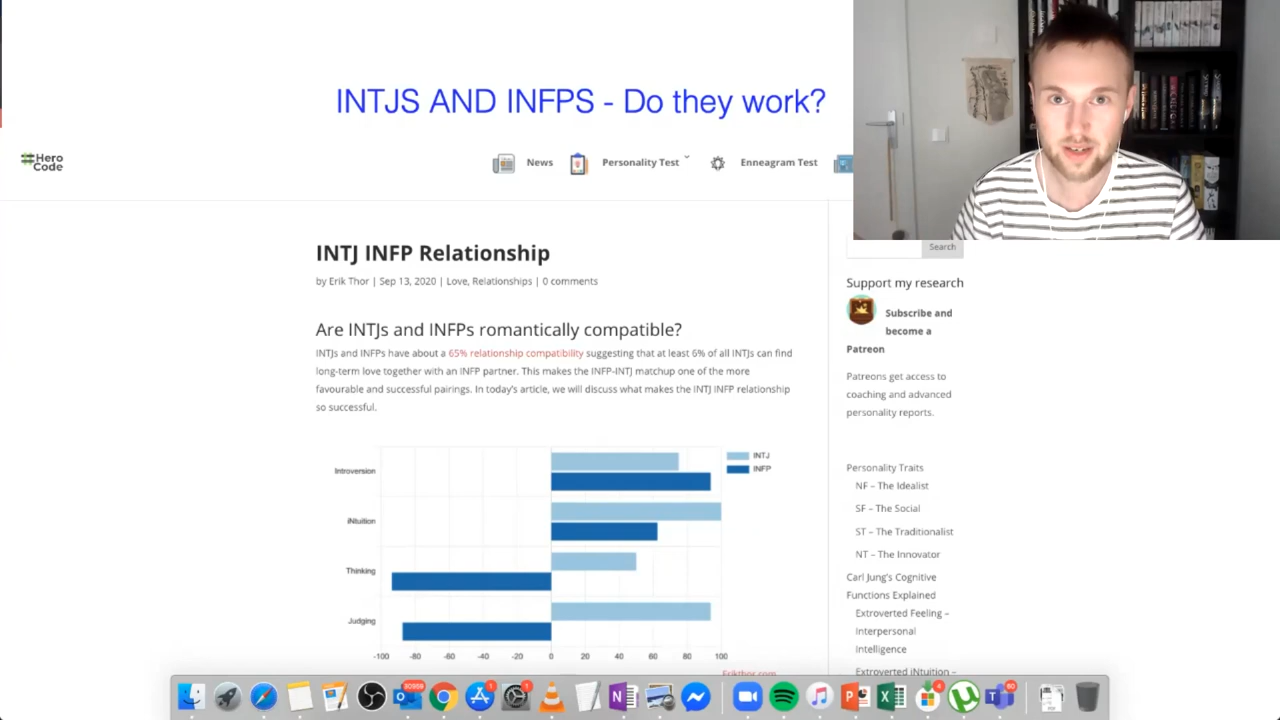 INTJS AND INFPS - Do they work?
Hero
Code
News
Personality Test
Enneagram Test
Search
INTJ INFP Relationship
by Erik Thor | Sep 13, 2020 | Love, Relationships | 0 comments
Are INTJs and INFPs romantically compatible?
INTJs and INFPs have about a 65% relationship compatibility suggesting that at least 6% of all INTJs can find
long-term love together with an INFP partner. This makes the INFP-INTJ matchup one of the more
favourable and successful pairings. In today's article, we will discuss what makes the INTJ INFP relationship
so successful.
INTJ
INFP
Introversion
iNtuition
Thinking
Judging
-100 -80 -60 -40 -20 0 20 40 60 80 100
Erikthor.com
Support my research
Subscribe and
become a
Patreon
Patreons get access to
coaching and advanced
personality reports.
Personality Traits
NF – The Idealist
SF – The Social
ST – The Traditionalist
NT – The Innovator
Carl Jung's Cognitive
Functions Explained
Extroverted Feeling –
Interpersonal
Intelligence
Extroverted iNtuition –